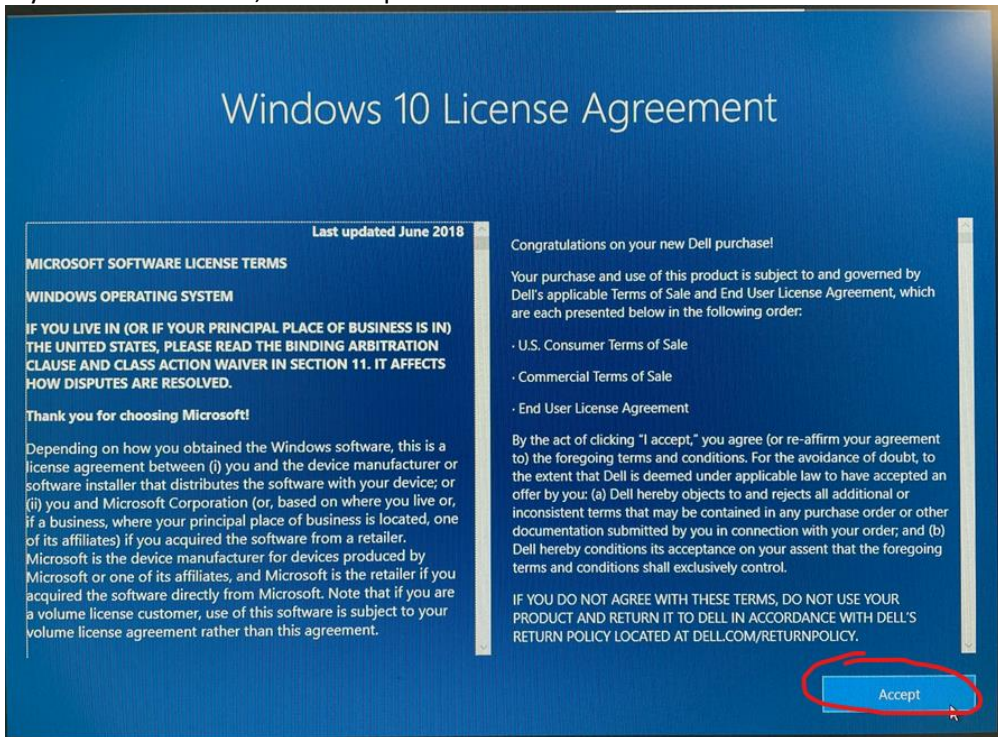 Windows 10 License Agreement
Last updated June 2018
MICROSOFT SOFTWARE LICENSE TERMS
WINDOWS OPERATING SYSTEM
IF YOU LIVE IN (OR IF YOUR PRINCIPAL PLACE OF BUSINESS IS IN)
THE UNITED STATES, PLEASE READ THE BINDING ARBITRATION
CLAUSE AND CLASS ACTION WAIVER IN SECTION 11. IT AFFECTS
HOW DISPUTES ARE RESOLVED.
Thank you for choosing Microsoft!
Depending on how you obtained the Windows software, this is a
license agreement between (i) you and the device manufacturer or
software installer that distributes the software with your device; or
(ii) you and Microsoft Corporation (or, based on where you live or,
if a business, where your principal place of business is located, one
of its affiliates) if you acquired the software from a retailer.
Microsoft is the device manufacturer for devices produced by
Microsoft or one of its affiliates, and Microsoft is the retailer if you
acquired the software directly from Microsoft. Note that if you are
a volume license customer, use of this software is subject to your
volume license agreement rather than this agreement.
Congratulations on your new Dell purchase!
Your purchase and use of this product is subject to and governed by
Dell's applicable Terms of Sale and End User License Agreement, which
are each presented below in the following order:
· U.S. Consumer Terms of Sale
· Commercial Terms of Sale
· End User License Agreement
By the act of clicking "I accept," you agree (or re-affirm your agreement
to) the foregoing terms and conditions. For the avoidance of doubt, to
the extent that Dell is deemed under applicable law to have accepted an
offer by you: (a) Dell hereby objects to and rejects all additional or
inconsistent terms that may be contained in any purchase order or other
documentation submitted by you in connection with your order; and (b)
Dell hereby conditions its acceptance on your assent that the foregoing
terms and conditions shall exclusively control.
IF YOU DO NOT AGREE WITH THESE TERMS, DO NOT USE YOUR
PRODUCT AND RETURN IT TO DELL IN ACCORDANCE WITH DELL'S
RETURN POLICY LOCATED AT DELL.COM/RETURNPOLICY.
Accept